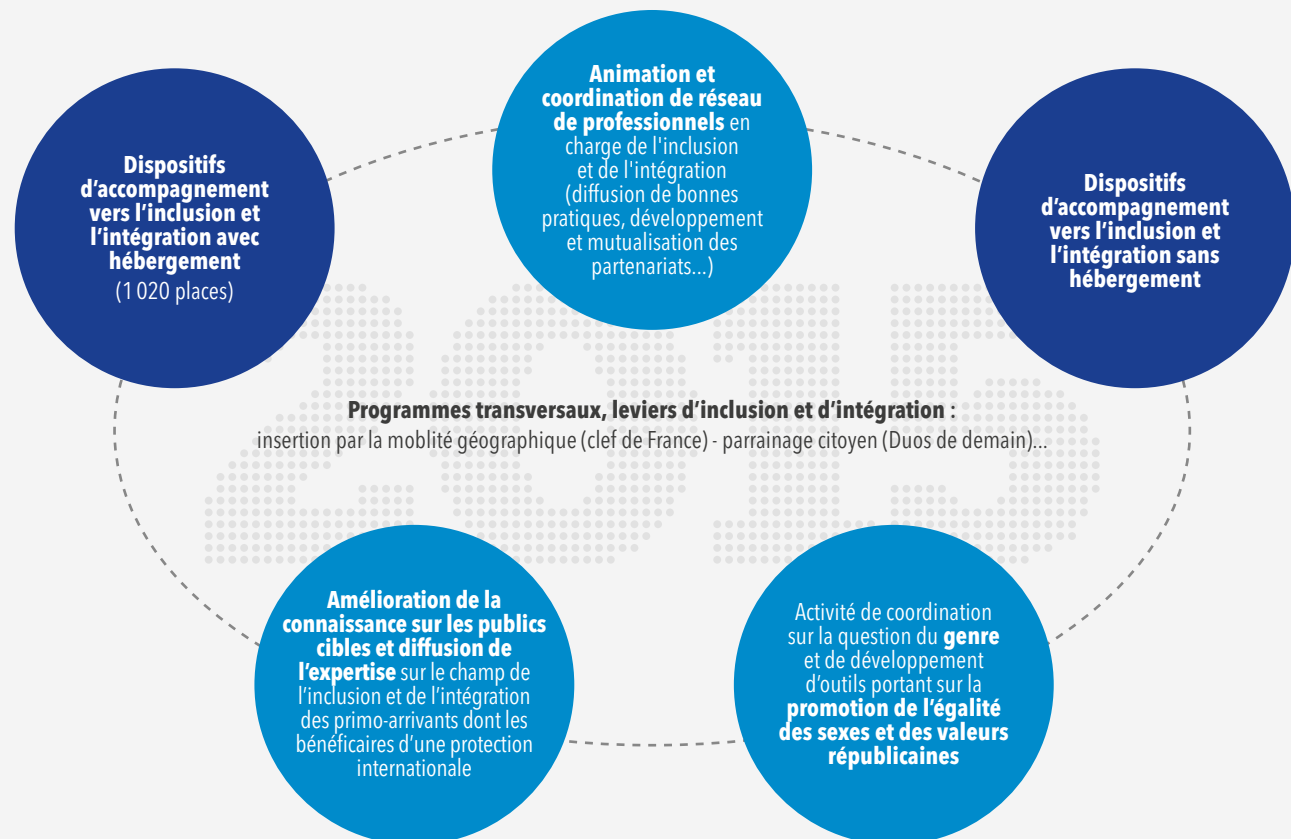 Animation et
coordination de réseau
de professionnels en
charge de l'inclusion
et de l'intégration
(diffusion de bonnes
pratiques, développement
et mutualisation des
partenariats...)
Dispositifs
d’accompagnement
vers l’inclusion et
l’intégration avec
hébergement
(1 020 places)
Dispositifs
d’accompagnement
vers l’inclusion et
l’intégration sans
hébergement
2015
Programmes transversaux, leviers d’inclusion et d’intégration :
insertion par la moblité géographique (clef de France) - parrainage citoyen (Duos de demain)...
Amélioration de la
connaissance sur les publics
cibles et diffusion de
l’expertise sur le champ de
l’inclusion et de l’intégration
des primo-arrivants dont les
bénéficaires d’une protection
internationale
Activité de coordination
sur la question du genre
et de développement
d’outils portant sur la
promotion de l’égalité
des sexes et des valeurs
républicaines